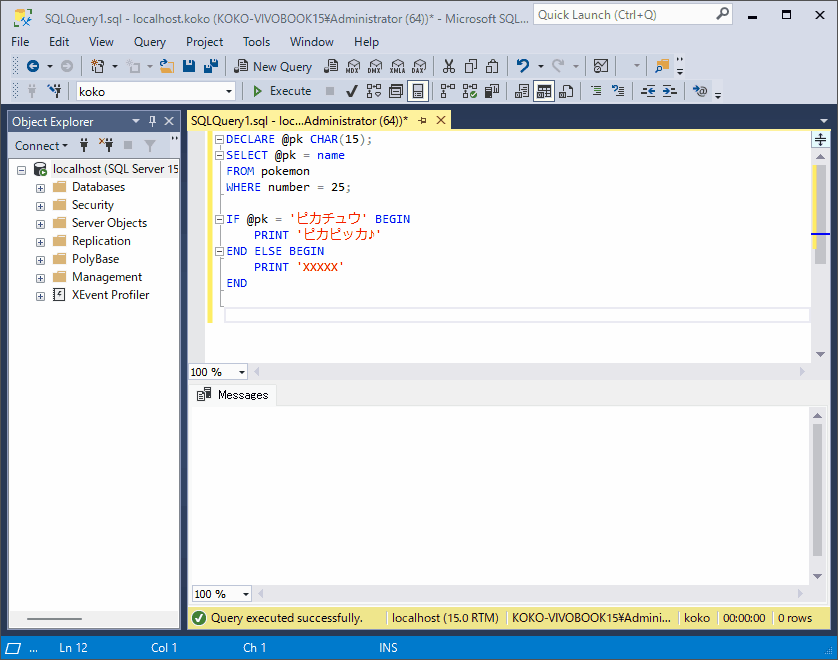 SQLQuery1.sql - localhost.koko (KOKO-VIVOBOOK15¥Administrator (64))* - Microsoft SQL...
Quick Launch (Ctrl+Q)
File Edit View Query Project Tools Window Help
New Query
MDX DMX XMLA DAX
koko
Execute
Object Explorer
SQLQuery1.sql - loc...Administrator (64))*
Connect
localhost (SQL Server 15
Databases
Security
Server Objects
Replication
PolyBase
Management
XEvent Profiler
DECLARE @pk CHAR(15);
SELECT @pk = name
FROM pokemon
WHERE number = 25;
IF @pk = 'ピカチュウ' BEGIN
PRINT 'ピカピッカ♪'
END ELSE BEGIN
PRINT 'XXXXX'
END
100 %
Messages
100 %
Query executed successfully.
localhost (15.0 RTM)
KOKO-VIVOBOOK15¥Admini...
koko
00:00:00
0 rows
... Ln 12 Col 1 Ch 1 INS